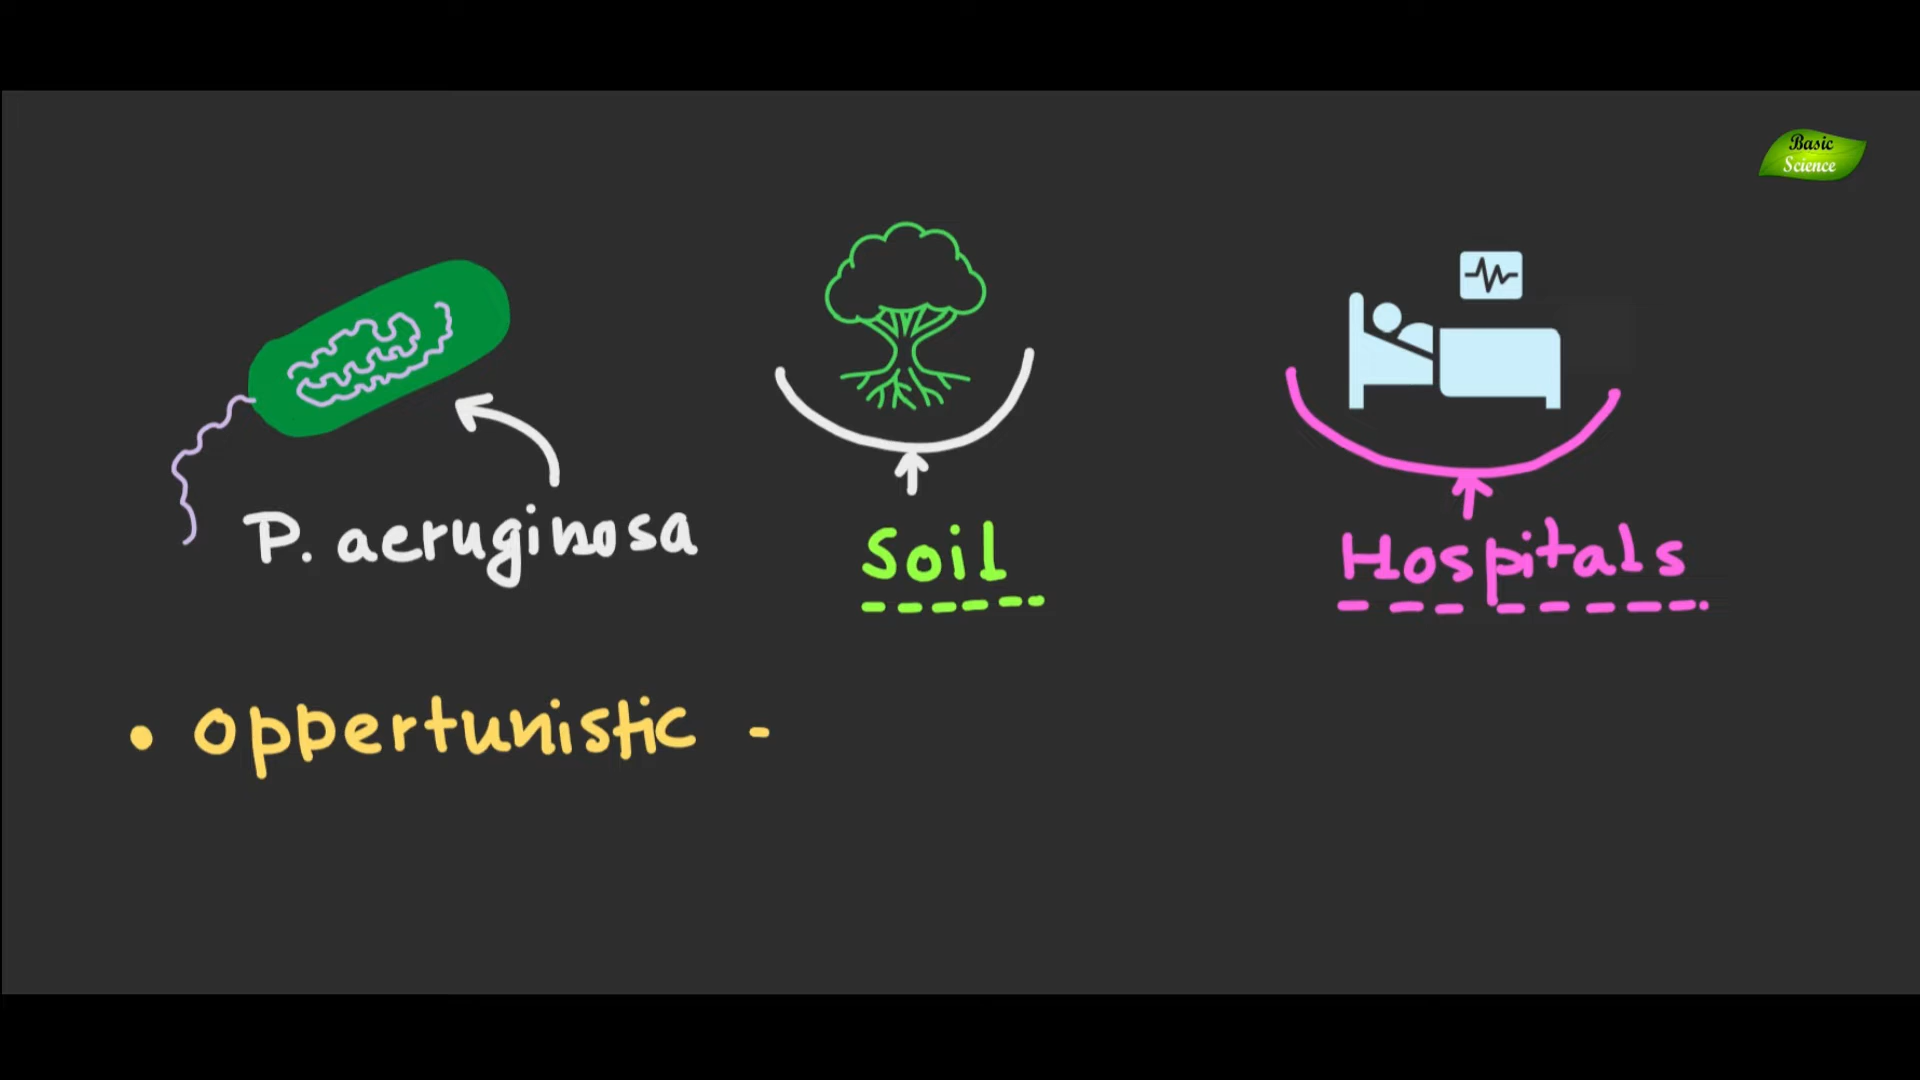 Basic
Science
P. aeruginosa
Soil
Hospitals
• oppertunistic -